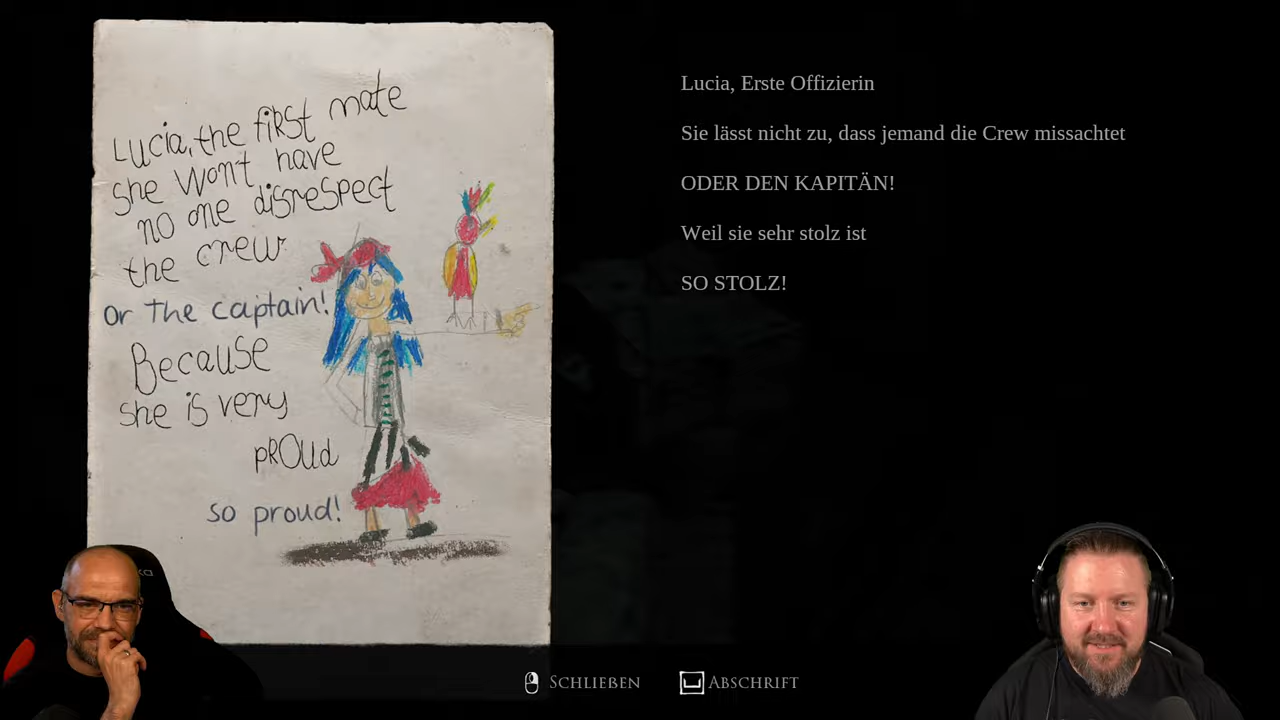 Lucia, the first mate
she won't have
no one disrespect
the crew
or the captain!
Because
she is very
proud
so proud!
Lucia, Erste Offizierin
Sie lässt nicht zu, dass jemand die Crew missachtet
ODER DEN KAPITÄN!
Weil sie sehr stolz ist
SO STOLZ!
Schließen
Abschrift